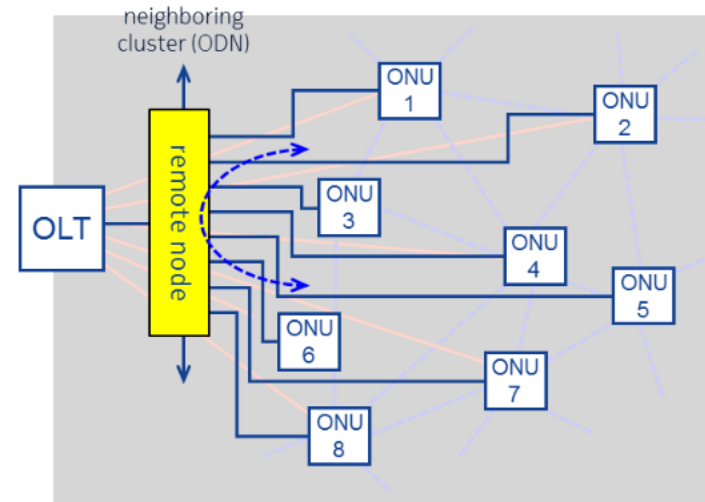 neighboring
cluster (ODN)
ONU
1
ONU
2
remote node
ONU
3
OLT
ONU
4
ONU
5
ONU
6
ONU
7
ONU
8